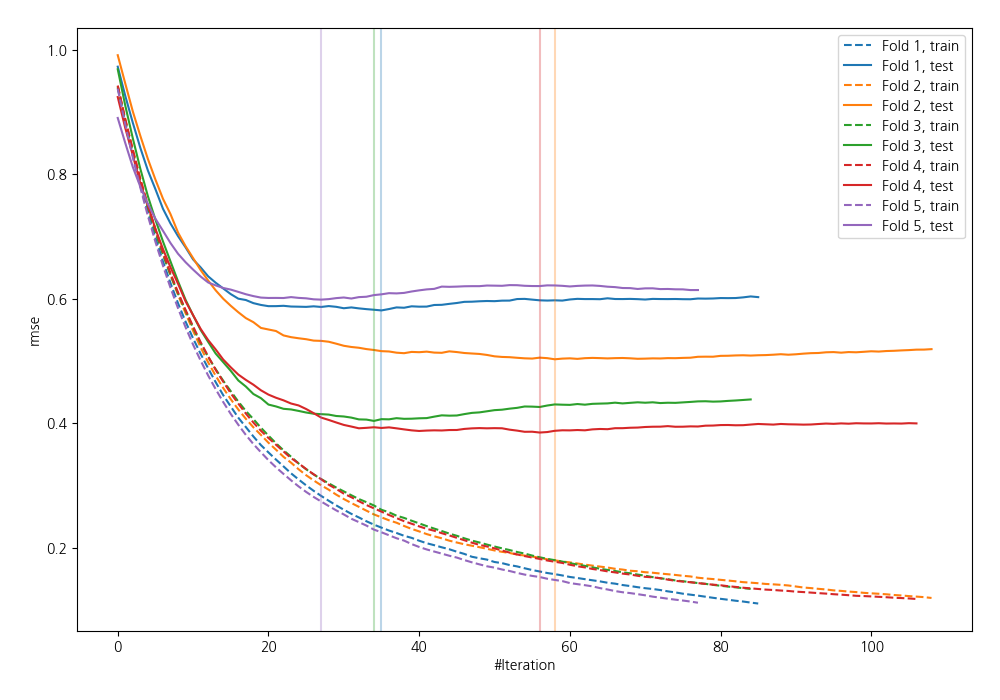 1.0
0.8
0.6
0.4
0.2
rmse
0
20
40
60
80
100
#Iteration
Fold 1, train
Fold 1, test
Fold 2, train
Fold 2, test
Fold 3, train
Fold 3, test
Fold 4, train
Fold 4, test
Fold 5, train
Fold 5, test